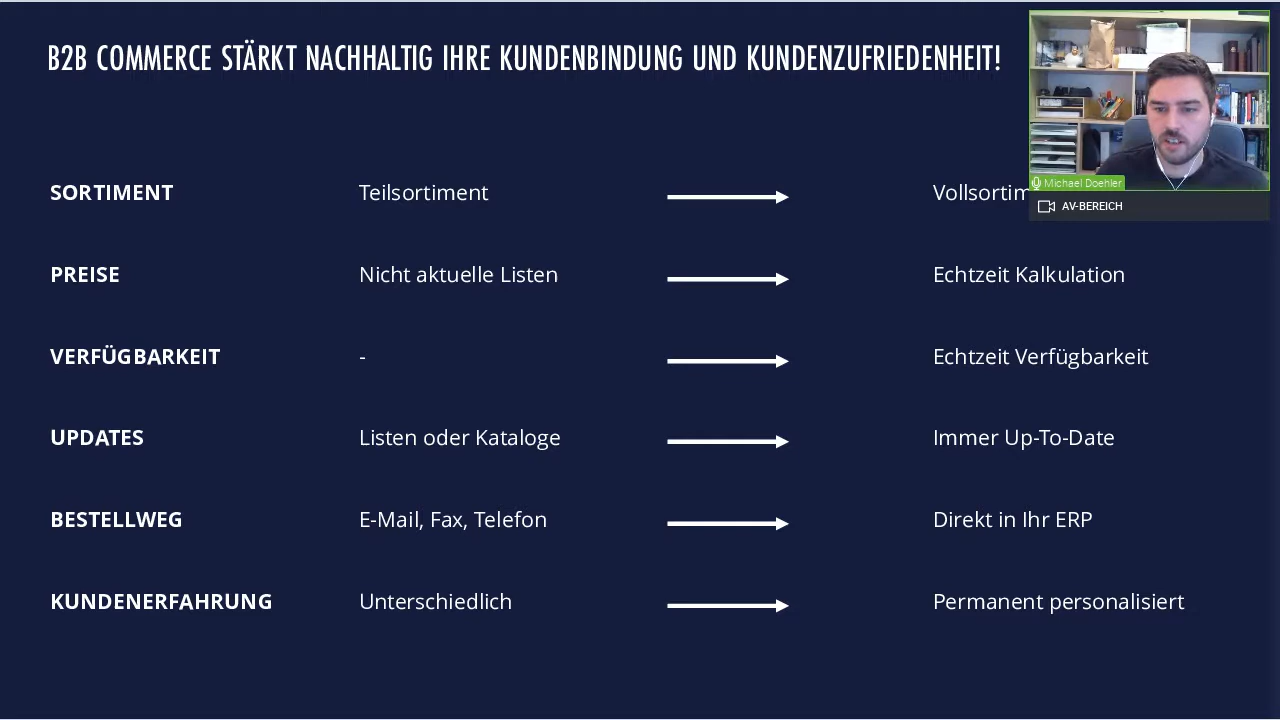 B2B COMMERCE STÄRKT NACHHALTIG IHRE KUNDENBINDUNG UND KUNDENZUFRIEDENHEIT!
Michael Doehler
AV-BEREICH
SORTIMENT Teilsortiment
PREISE Nicht aktuelle Listen Echtzeit Kalkulation
VERFÜGBARKEIT - Echtzeit Verfügbarkeit
UPDATES Listen oder Kataloge Immer Up-To-Date
BESTELLWEG E-Mail, Fax, Telefon Direkt in Ihr ERP
KUNDENERFAHRUNG Unterschiedlich Permanent personalisiert